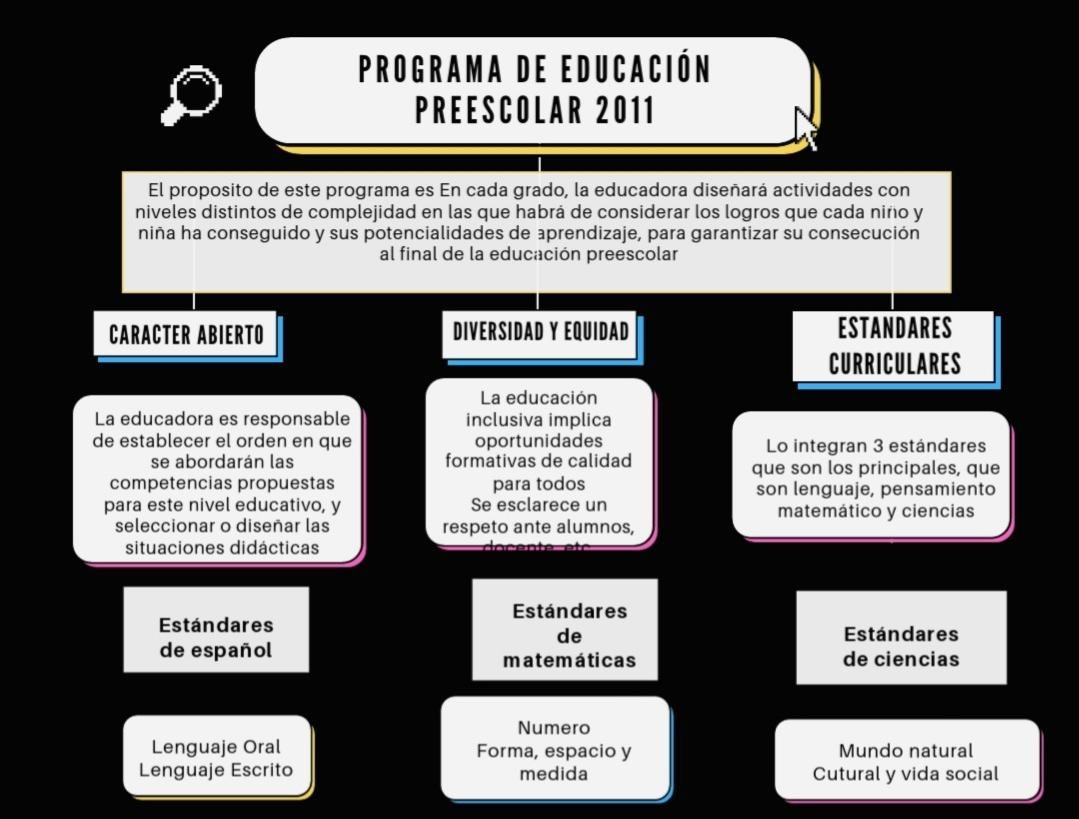 PROGRAMA DE EDUCACIÓN
PREESCOLAR 2011
El proposito de este programa es En cada grado, la educadora diseñará actividades con
niveles distintos de complejidad en las que habrá de considerar los logros que cada niño y
niña ha conseguido y sus potencialidades de aprendizaje, para garantizar su consecución
al final de la educación preescolar
CARACTER ABIERTO
La educadora es responsable
de establecer el orden en que
se abordarán las
competencias propuestas
para este nivel educativo, y
seleccionar o diseñar las
situaciones didácticas
DIVERSIDAD Y EQUIDAD
La educación
inclusiva implica
oportunidades
formativas de calidad
para todos
Se esclarece un
respeto ante alumnos,
docente, etc
ESTANDARES
CURRICULARES
Lo integran 3 estándares
que son los principales, que
son lenguaje, pensamiento
matemático y ciencias
Estándares
de español
Lenguaje Oral
Lenguaje Escrito
Estándares
de
matemáticas
Numero
Forma, espacio y
medida
Estándares
de ciencias
Mundo natural
Cutural y vida social